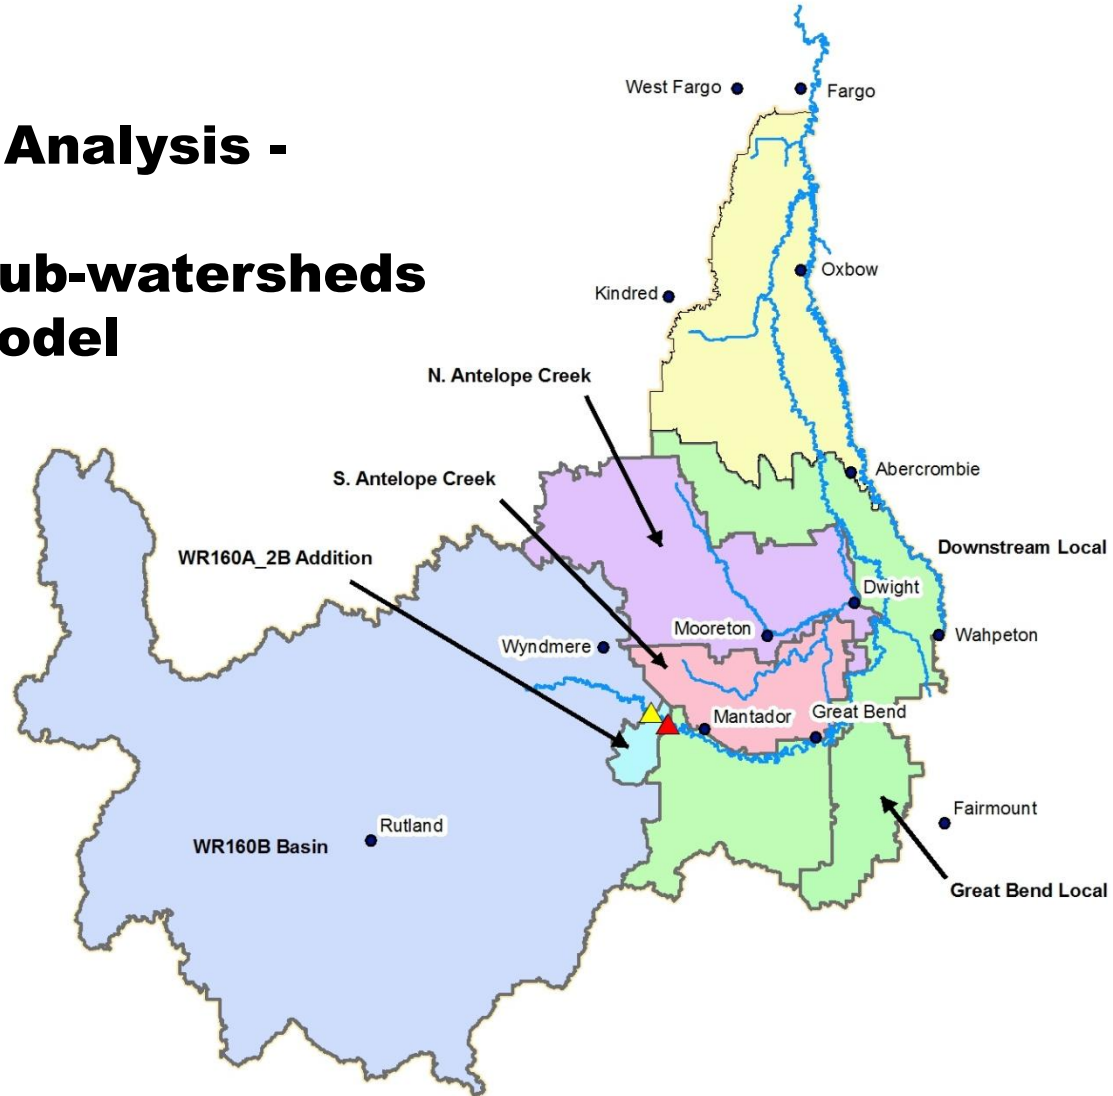 West Fargo
Fargo
Analysis -
ub-watersheds
odel
Oxbow
Kindred
N. Antelope Creek
S. Antelope Creek
Abercrombie
WR160A_2B Addition
Downstream Local
Dwight
Mooreton
Wahpeton
Wyndmere
Mantador
Great Bend
Fairmount
Rutland
WR160B Basin
Great Bend Local